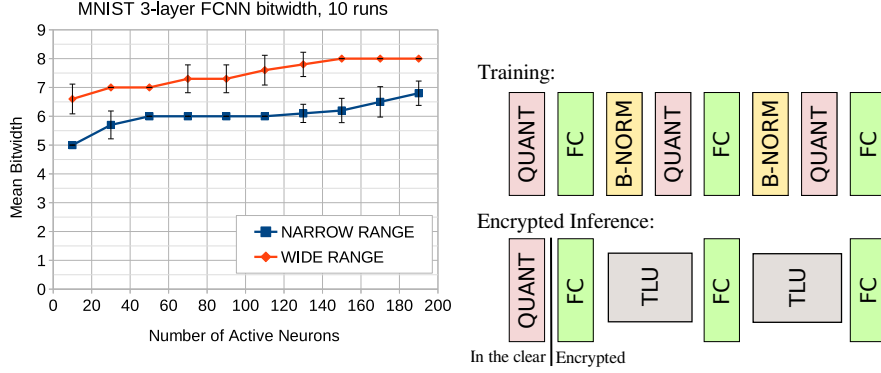 MNIST 3-layer FCNN bitwidth, 10 runs
9
8
7
6
5
4
3
2
1
0
Mean Bitwidth
NARROW RANGE
WIDE RANGE
0 20 40 60 80 100 120 140 160 180 200
Number of Active Neurons
Training:
QUANT FC B-NORM QUANT FC B-NORM QUANT FC
Encrypted Inference:
QUANT FC TLU FC TLU FC
In the clear Encrypted